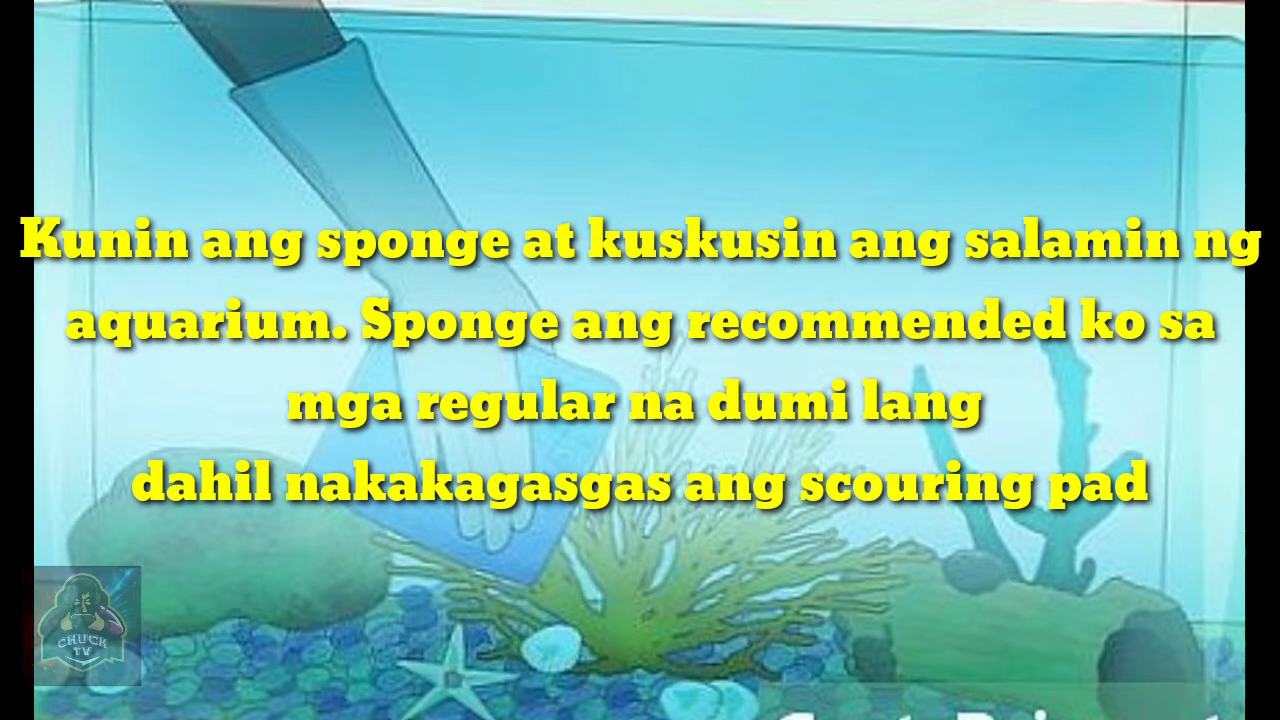 Kunin ang sponge at kuskusin ang salamin ng
aquarium. Sponge ang recommended ko sa
mga regular na dumi lang
dahil nakakagasgas ang scouring pad
CHUCK
TV